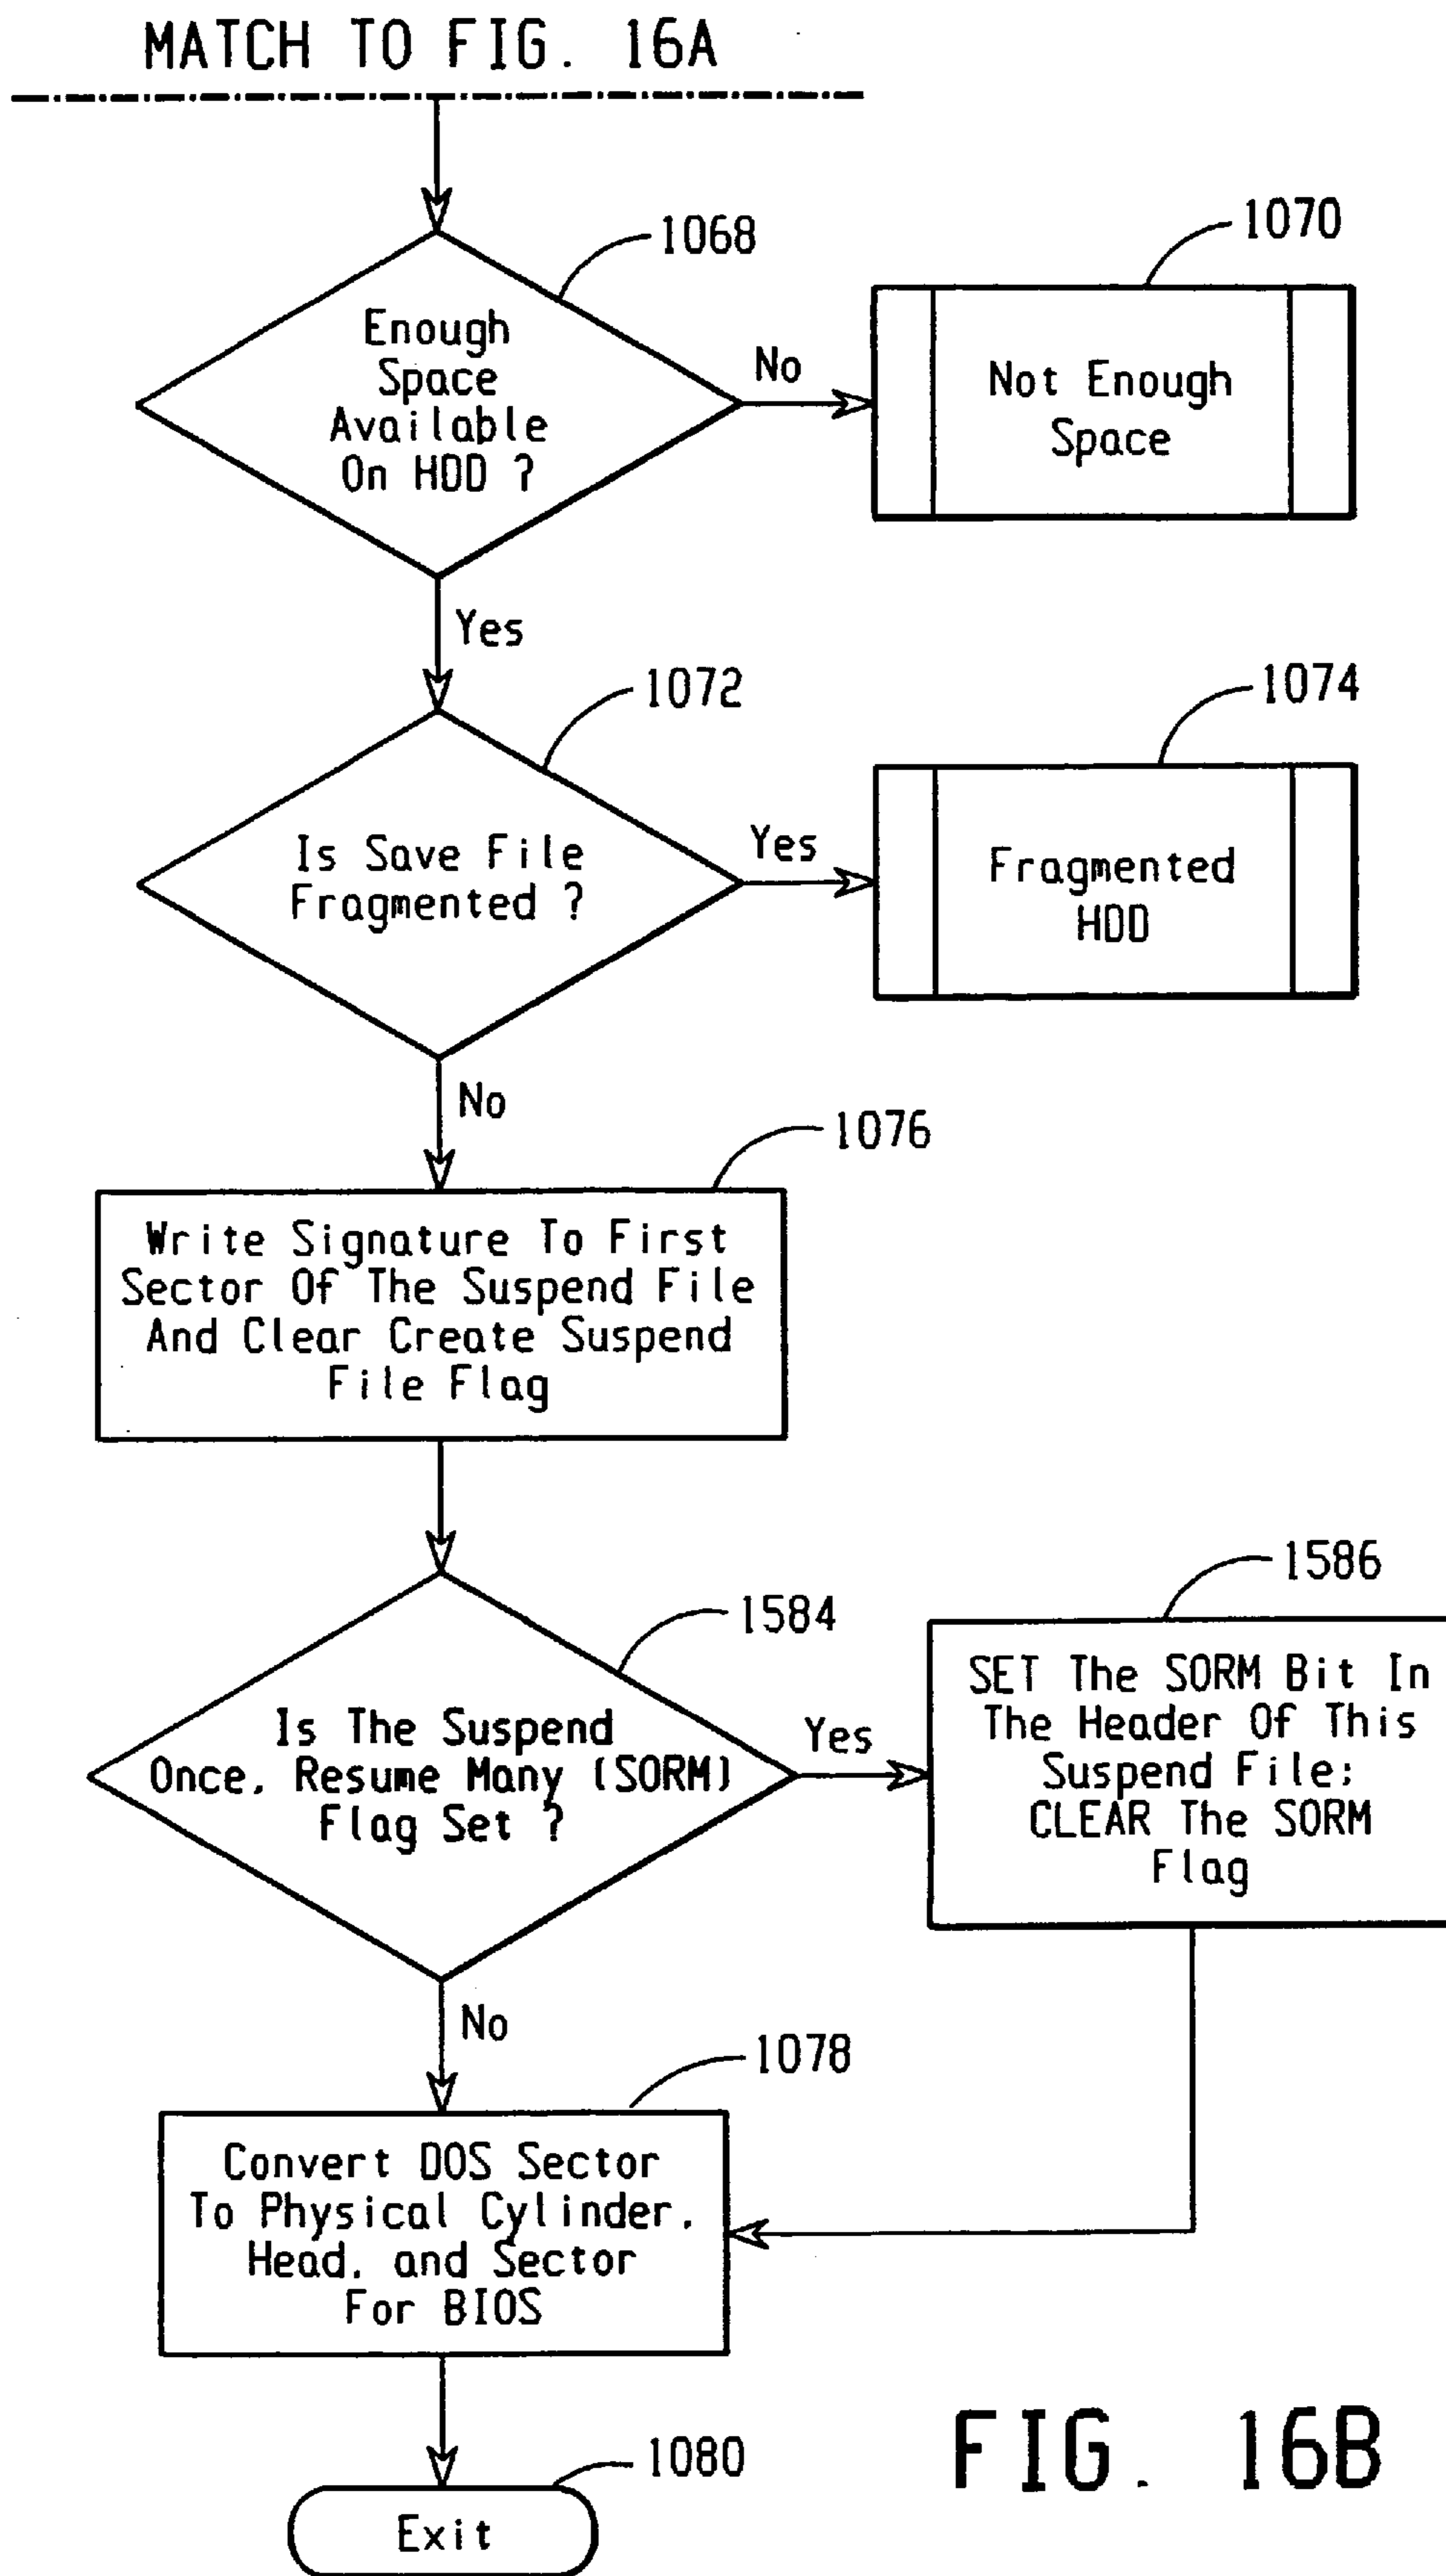 MATCH TO FIG. 16A
1068
1070
Enough
Space
Available
On HDD ?
No
Not Enough
Space
Yes
1072
1074
Is Save File
Fragmented ?
Yes
Fragmented
HDD
No
1076
Write Signature To First
Sector Of The Suspend File
And Clear Create Suspend
File Flag
1584
1586
Is The Suspend
Once, Resume Many (SORM)
Flag Set ?
Yes
SET The SORM Bit In
The Header Of This
Suspend File;
CLEAR The SORM
Flag
No
1078
Convert DOS Sector
To Physical Cylinder,
Head, and Sector
For BIOS
1080
Exit
FIG. 16B